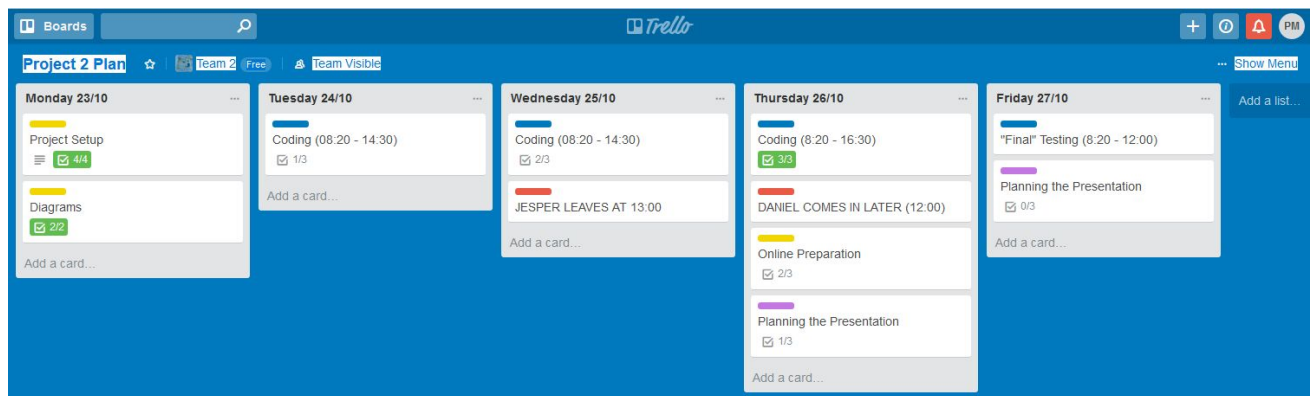 Boards
Trello
PM
Project 2 Plan
Team 2
Free
Team Visible
... Show Menu
Monday 23/10
Project Setup
4/4
Diagrams
2/2
Add a card...
Tuesday 24/10
Coding (08:20 - 14:30)
1/3
Add a card...
Wednesday 25/10
Coding (08:20 - 14:30)
2/3
JESPER LEAVES AT 13:00
Add a card...
Thursday 26/10
Coding (8:20 - 16:30)
3/3
DANIEL COMES IN LATER (12:00)
Online Preparation
2/3
Planning the Presentation
1/3
Add a card...
Friday 27/10
"Final" Testing (8:20 - 12:00)
Planning the Presentation
0/3
Add a card...
Add a list...